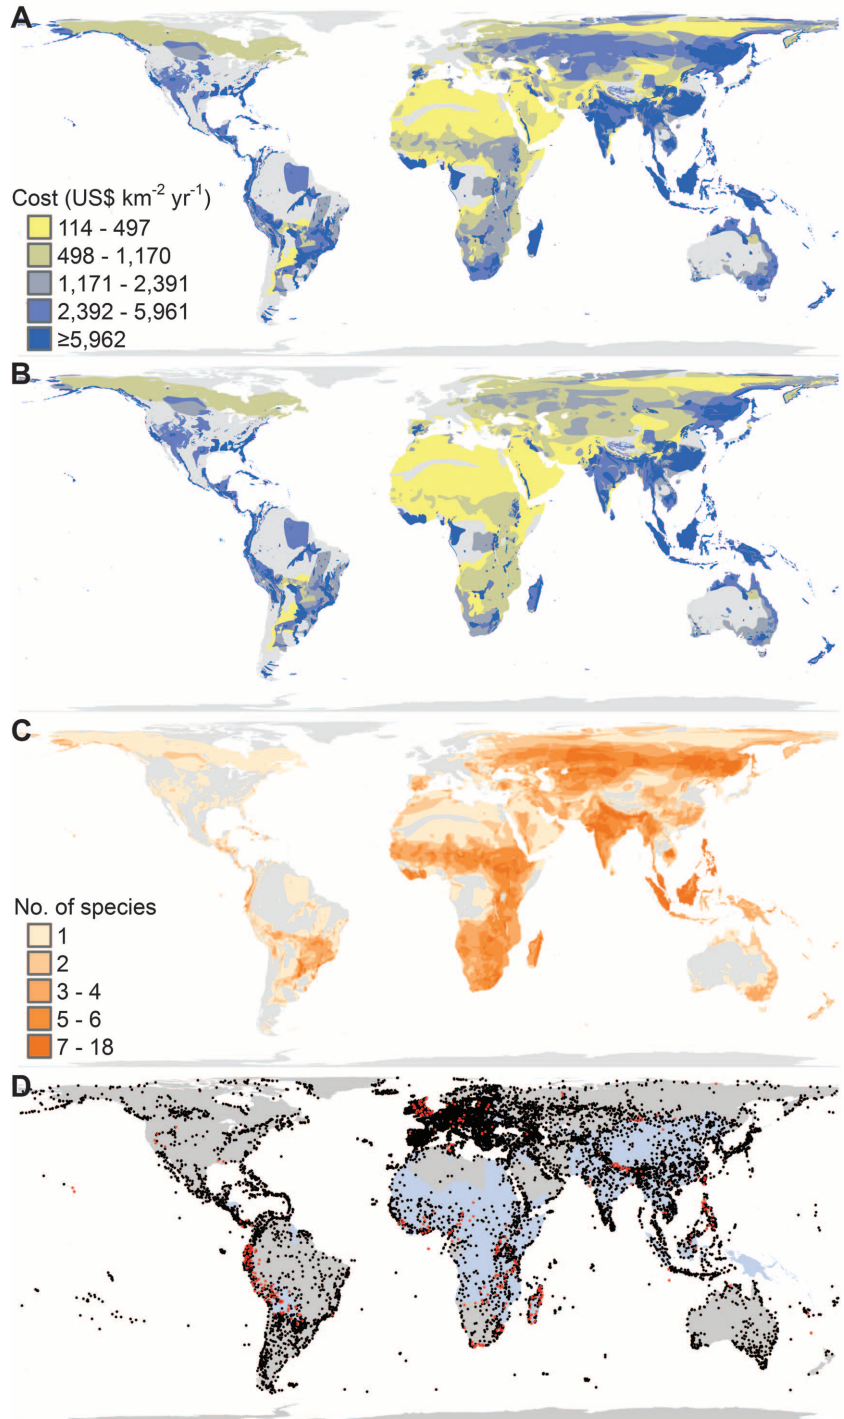 A
Cost (US$ km-2 yr-1)
114 - 497
498 - 1,170
1,171 - 2,391
2,392 - 5,961
≥5,962
B
C
No. of species
1
2
3 - 4
5 - 6
7 - 18
D